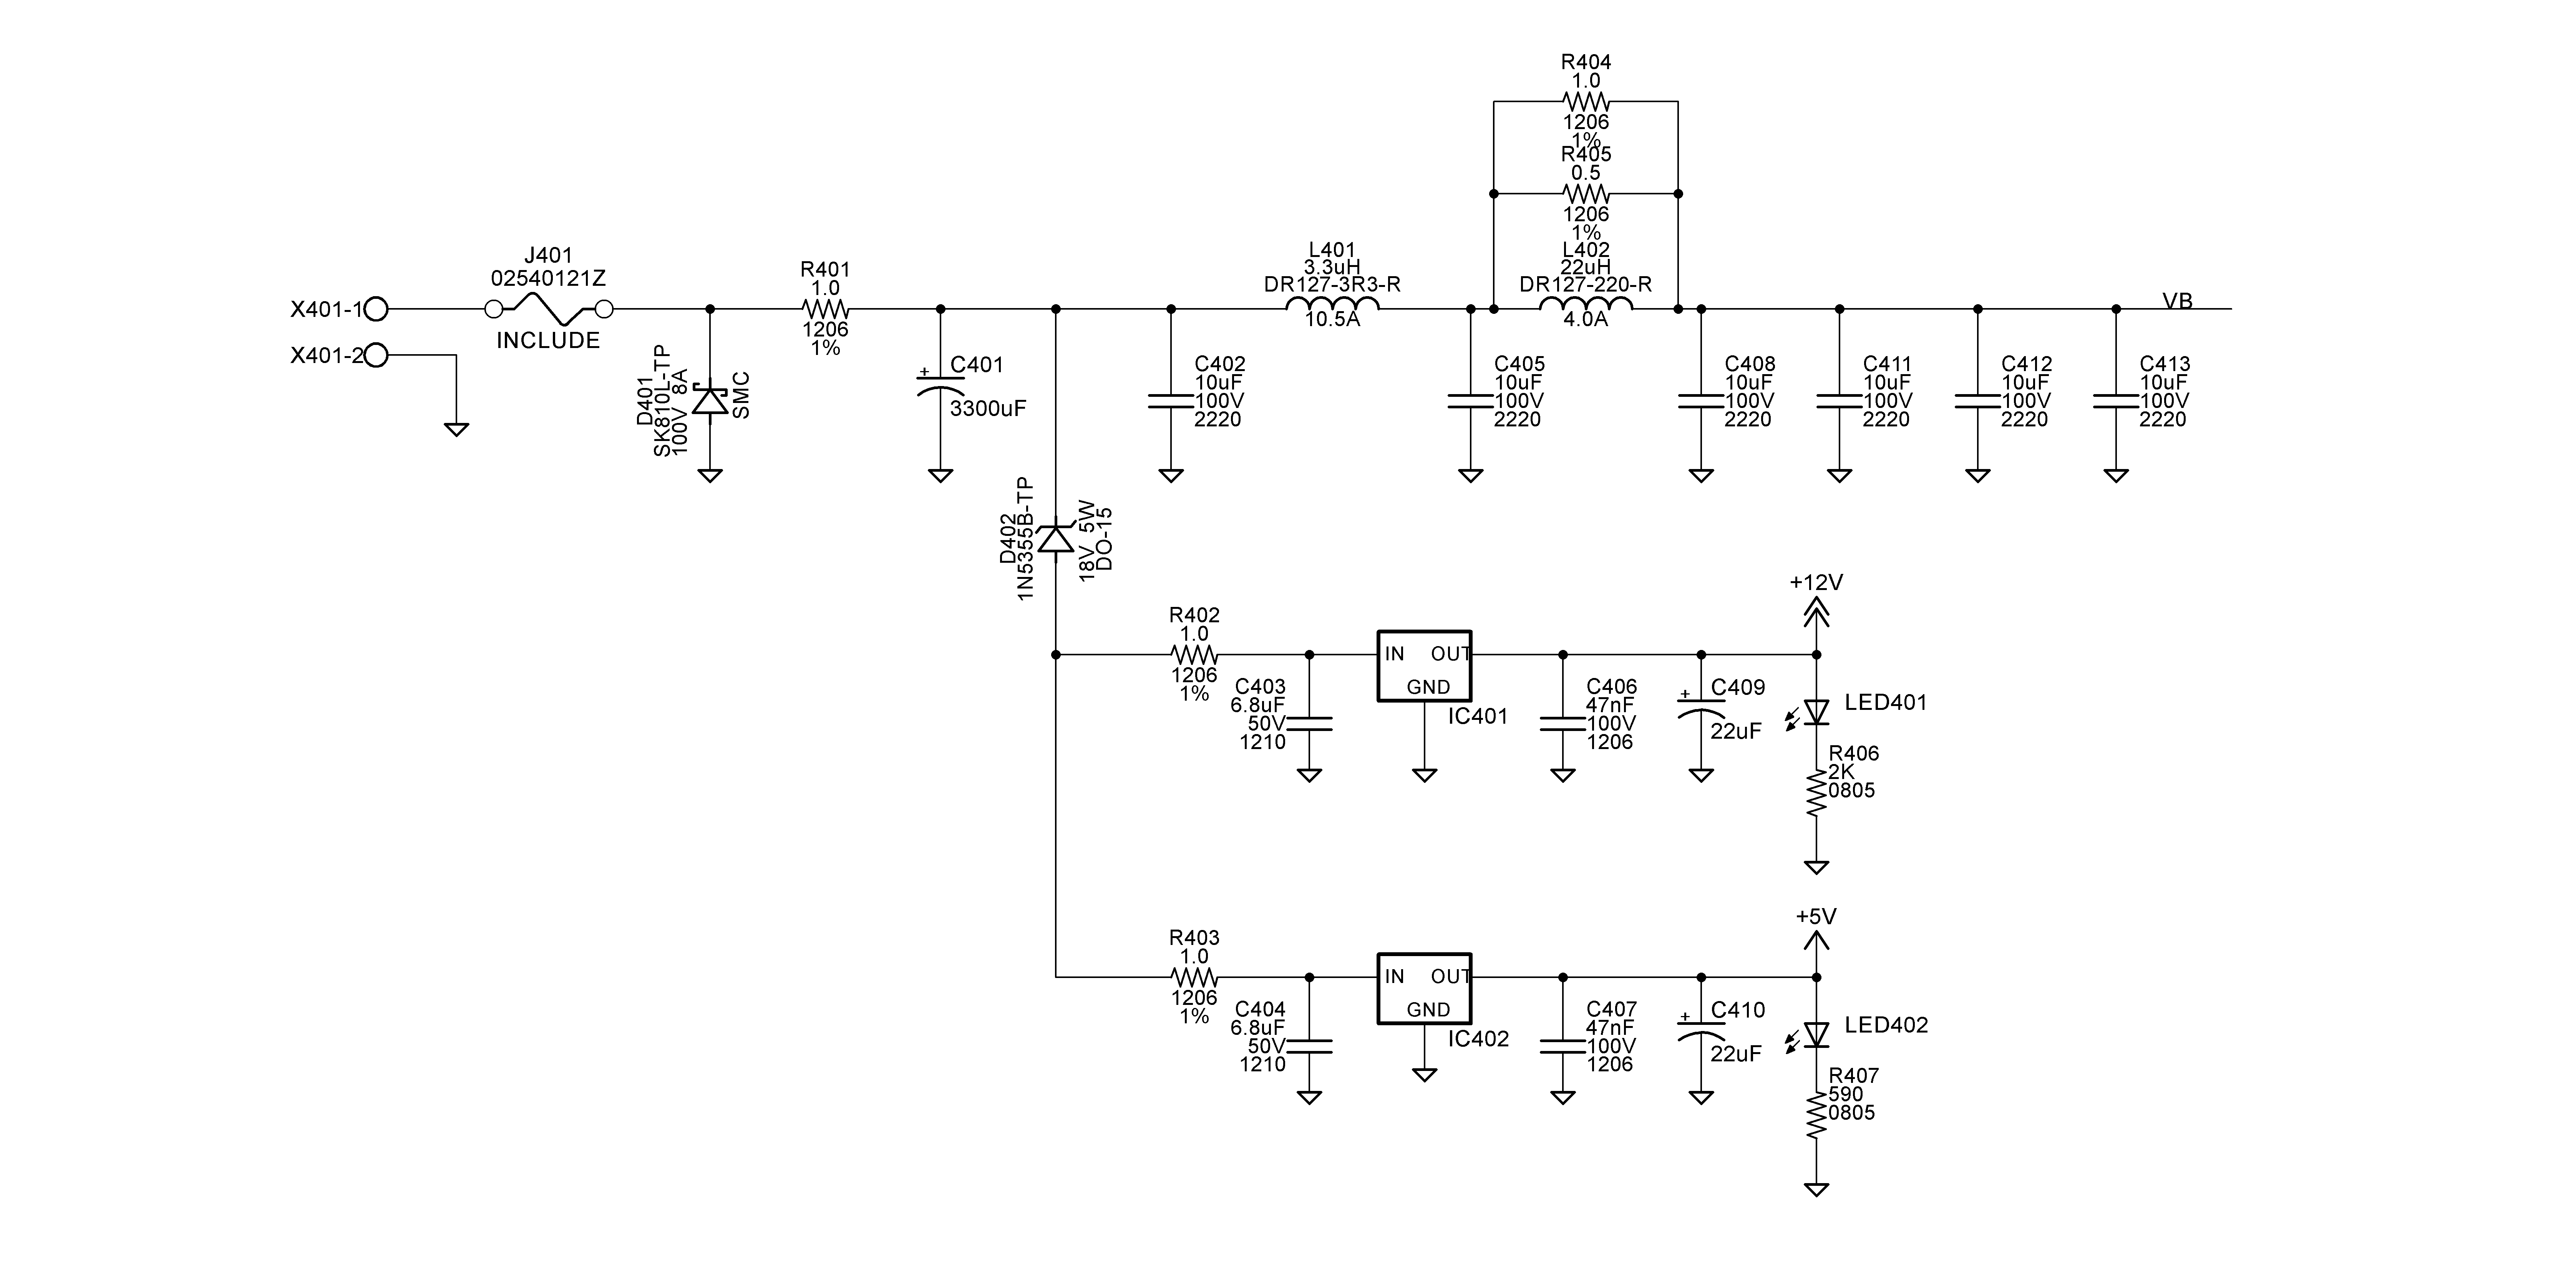 R404
1.0
1206
1%
R405
0.5
1206
1%
L402
22uH
DR127-220-R
4.0A
L401
3.3uH
DR127-3R3-R
10.5A
J401
02540121Z
INCLUDE
X401-1
X401-2
R401
1.0
1206
1%
VB
D401
SK810L-TP
100V 8A
SMC
+
C401
3300uF
C402
10uF
100V
2220
C405
10uF
100V
2220
C408
10uF
100V
2220
C411
10uF
100V
2220
C412
10uF
100V
2220
C413
10uF
100V
2220
D402
1N5355B-TP
18V 5W
DO-15
R402
1.0
1206
1%
C403
6.8uF
50V
1210
IN OUT
GND
IC401
C406
47nF
100V
1206
+
C409
22uF
+12V
LED401
R406
2K
0805
R403
1.0
1206
1%
C404
6.8uF
50V
1210
IN OUT
GND
IC402
C407
47nF
100V
1206
+
C410
22uF
+5V
LED402
R407
590
0805